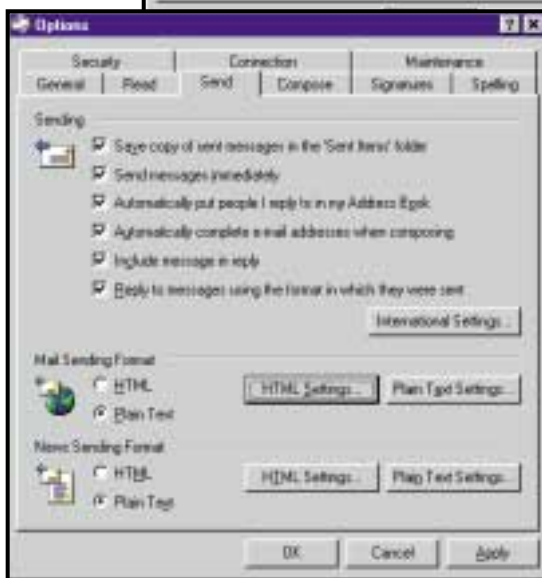 Options
Security Connection Maintenance
General Read Send Compose Signatures Spelling
Sending
Save copy of sent messages in the 'Sent Items' folder
Send messages immediately
Automatically put people I reply to in my Address Book
Automatically complete e-mail addresses when composing
Include message in reply
Reply to messages using the format in which they were sent
International Settings...
Mail Sending Format
HTML HTML Settings... Plain Text Settings...
Plain Text
News Sending Format
HTML HTML Settings... Plain Text Settings...
Plain Text
OK Cancel Apply